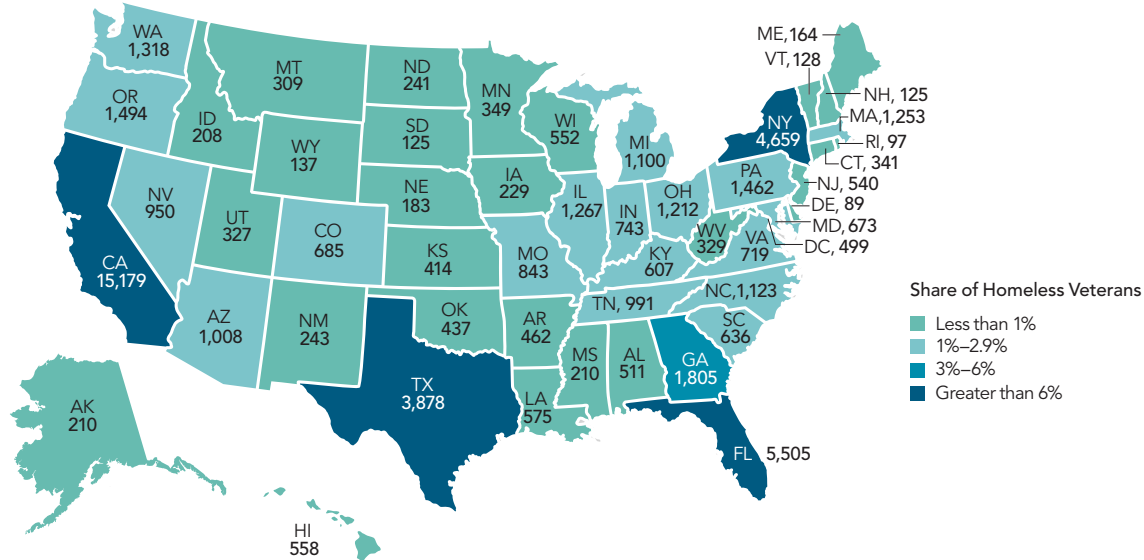 WA
1,318
MT
309
ND
241
MN
349
ME, 164
VT, 128
NH, 125
MA, 1,253
RI, 97
CT, 341
NJ, 540
DE, 89
MD, 673
DC, 499
OR
1,494
ID
208
WY
137
SD
125
WI
552
MI
1,100
NY
4,659
NV
950
UT
327
CO
685
NE
183
IA
229
IL
1,267
IN
743
OH
1,212
PA
1,462
WV
329
VA
719
CA
15,179
KS
414
MO
843
KY
607
AZ
1,008
NM
243
OK
437
AR
462
TN, 991
NC, 1,123
SC
636
TX
3,878
LA
575
MS
210
AL
511
GA
1,805
FL 5,505
AK
210
HI
558
Share of Homeless Veterans
Less than 1%
1%–2.9%
3%–6%
Greater than 6%